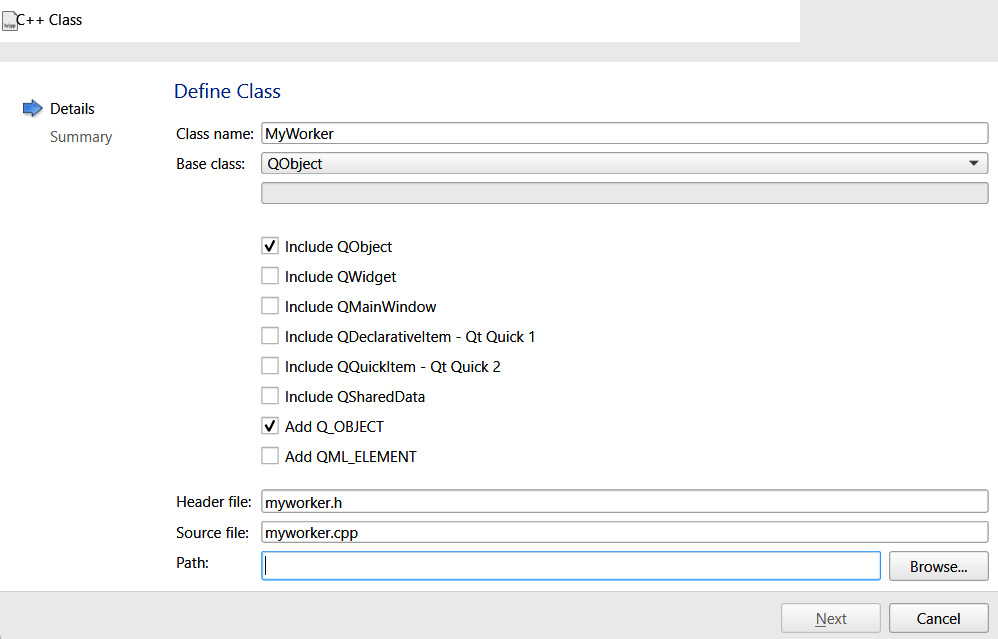 C++ Class
Details
Summary
Define Class
Class name: MyWorker
Base class: QObject
Include QObject
Include QWidget
Include QMainWindow
Include QDeclarativeItem - Qt Quick 1
Include QQuickItem - Qt Quick 2
Include QSharedData
Add Q_OBJECT
Add QML_ELEMENT
Header file: myworker.h
Source file: myworker.cpp
Path: Browse...
Next Cancel